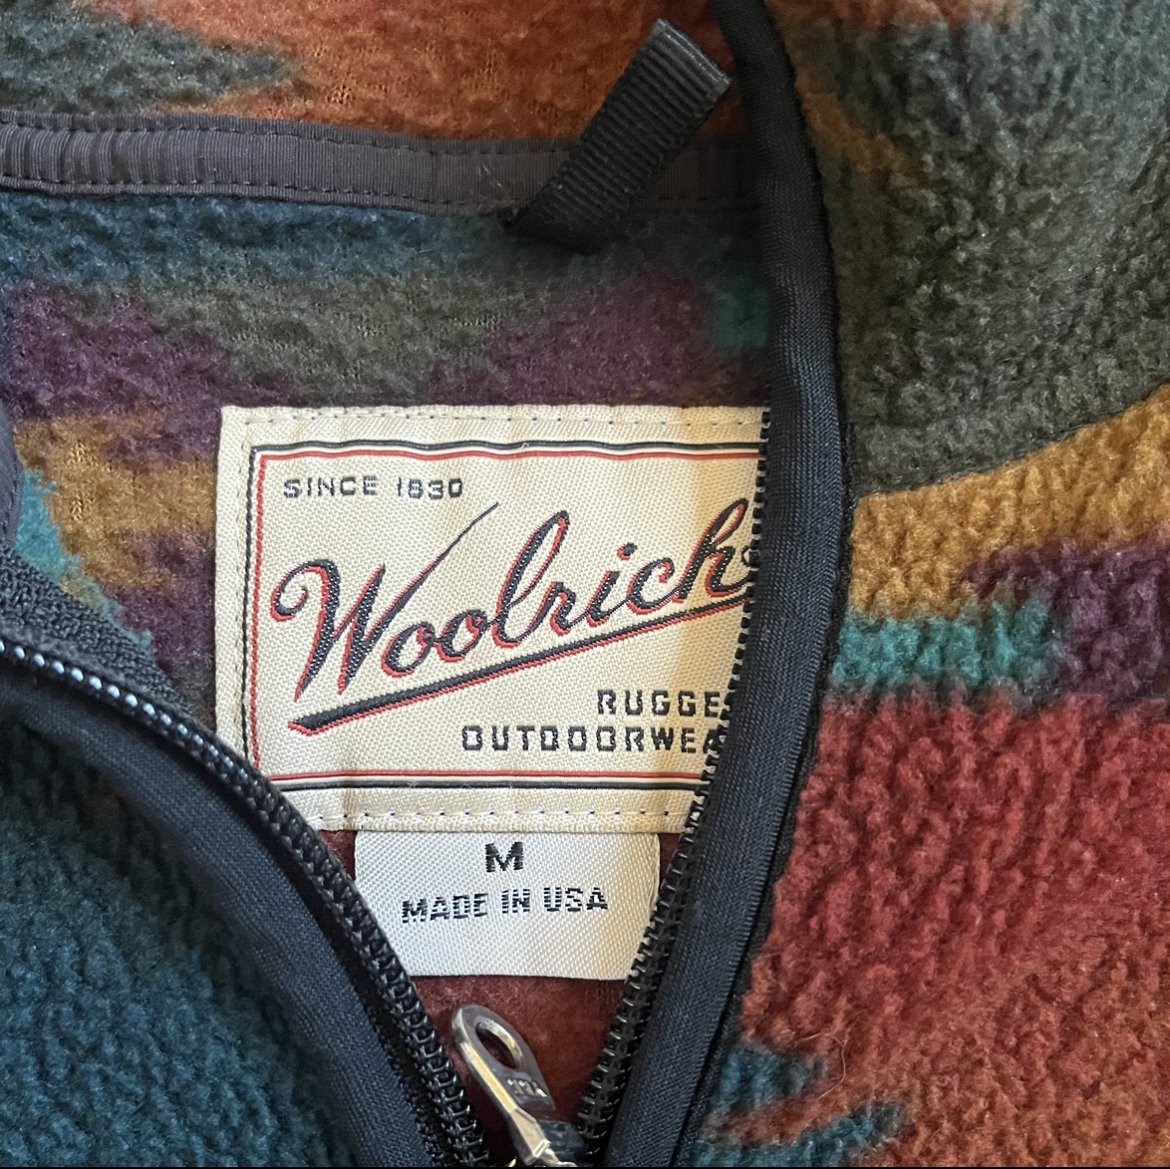 SINCE 1830
Woolrich
RUGGE
OUTDOORWEA
M
MADE IN USA